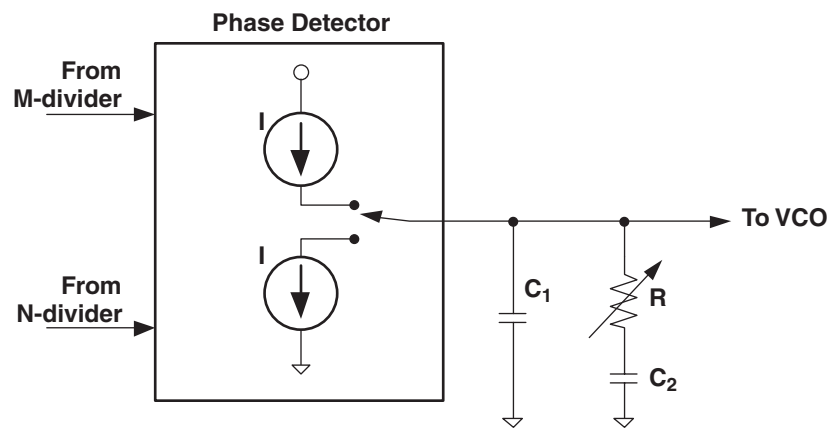 Phase Detector
From
M-divider
I
I
From
N-divider
To VCO
C1
R
C2